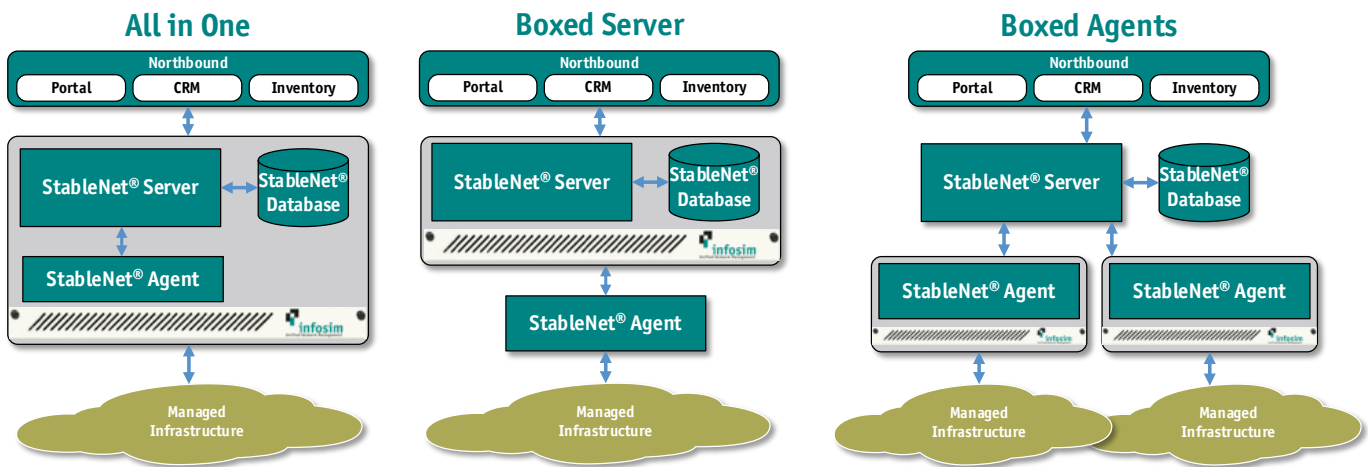 All in One
Northbound
Portal
CRM
Inventory
StableNet® Server
StableNet®
Database
StableNet® Agent
infosim
Managed
Infrastructure
Boxed Server
Northbound
Portal
CRM
Inventory
StableNet® Server
StableNet®
Database
infosim
StableNet® Agent
Managed
Infrastructure
Boxed Agents
Northbound
Portal
CRM
Inventory
StableNet® Server
StableNet®
Database
StableNet® Agent
infosim
StableNet® Agent
infosim
Managed
Infrastructure
Managed
Infrastructure